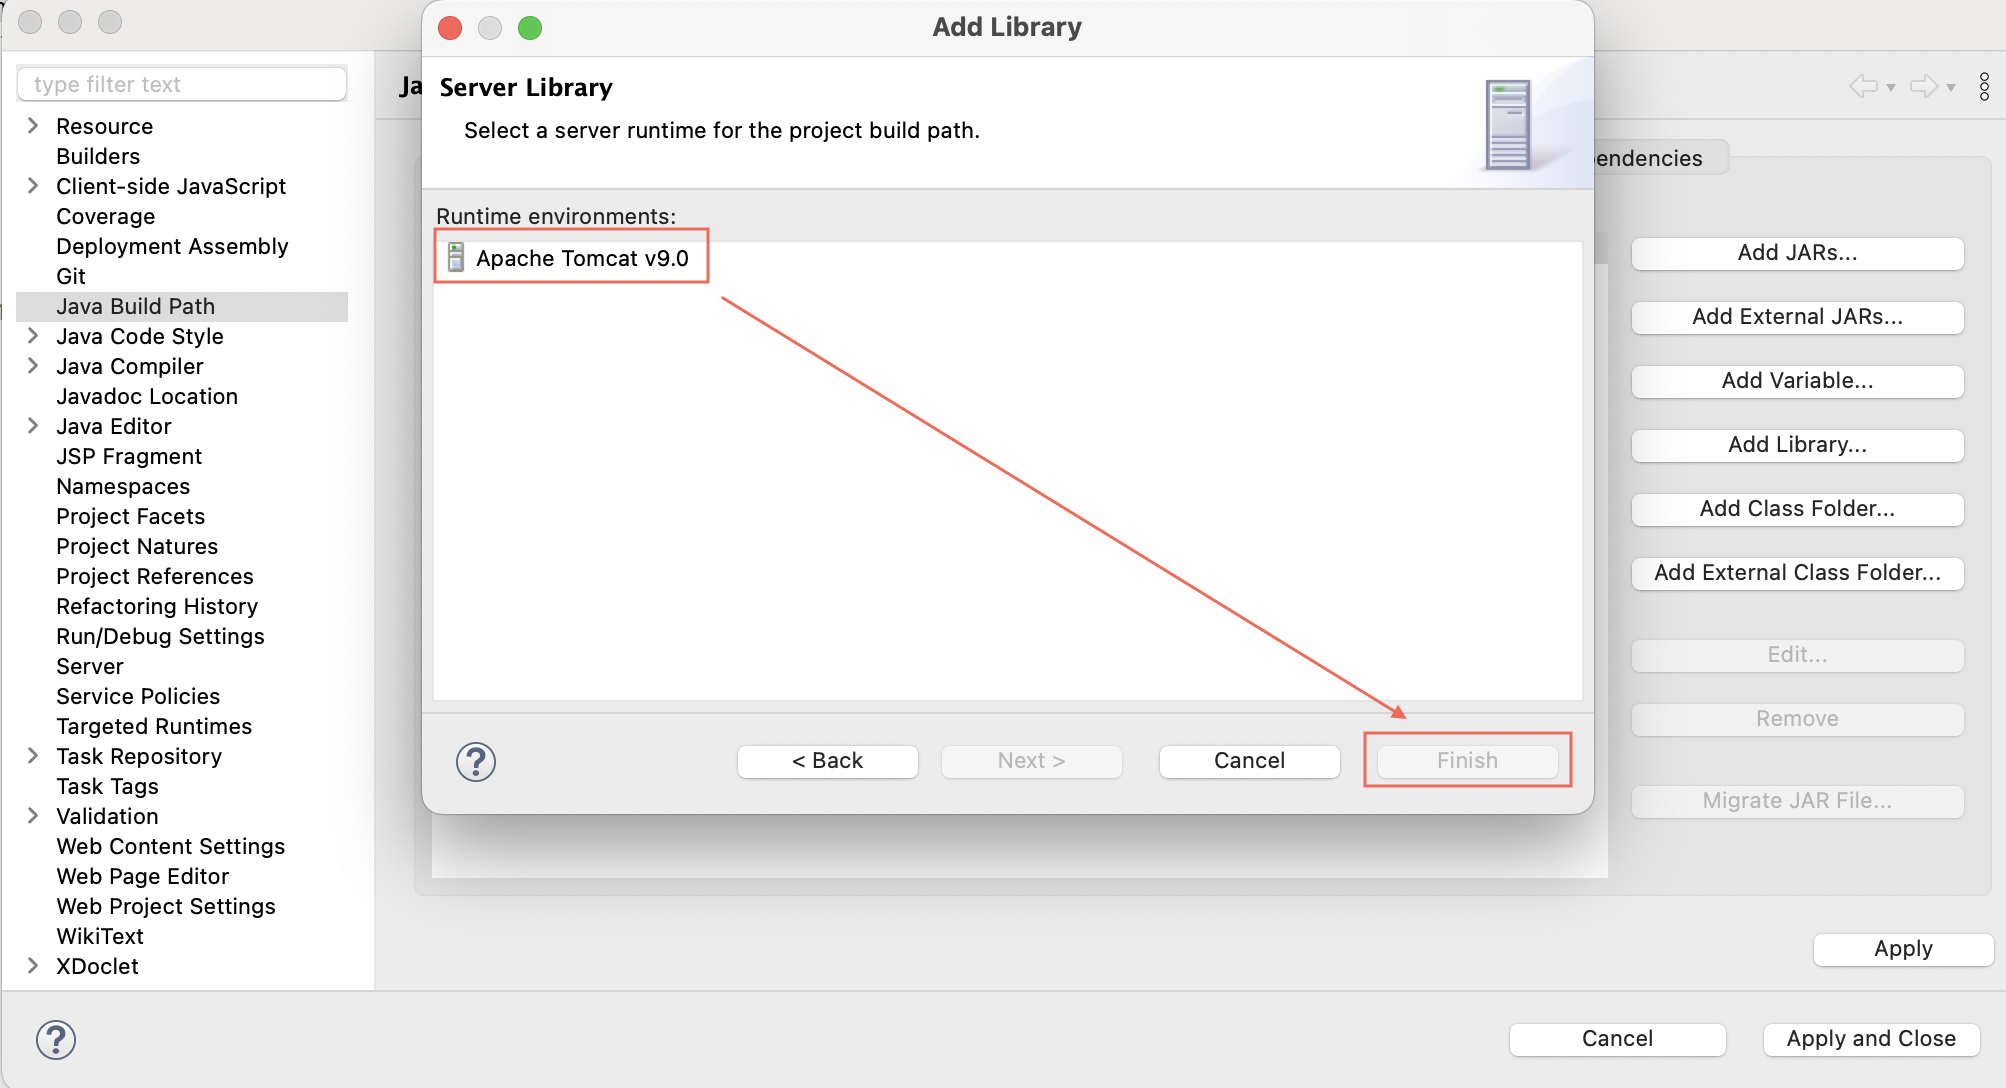 Add Library
type filter text
Ja
Server Library
Select a server runtime for the project build path.
Resource
Builders
Client-side JavaScript
Coverage
Deployment Assembly
Git
Java Build Path
Java Code Style
Java Compiler
Javadoc Location
Java Editor
JSP Fragment
Namespaces
Project Facets
Project Natures
Project References
Refactoring History
Run/Debug Settings
Server
Service Policies
Targeted Runtimes
Task Repository
Task Tags
Validation
Web Content Settings
Web Page Editor
Web Project Settings
WikiText
XDoclet
Runtime environments:
Apache Tomcat v9.0
< Back
Next >
Cancel
Finish
endencies
Add JARs...
Add External JARs...
Add Variable...
Add Library...
Add Class Folder...
Add External Class Folder...
Edit...
Remove
Migrate JAR File...
Apply
Cancel
Apply and Close